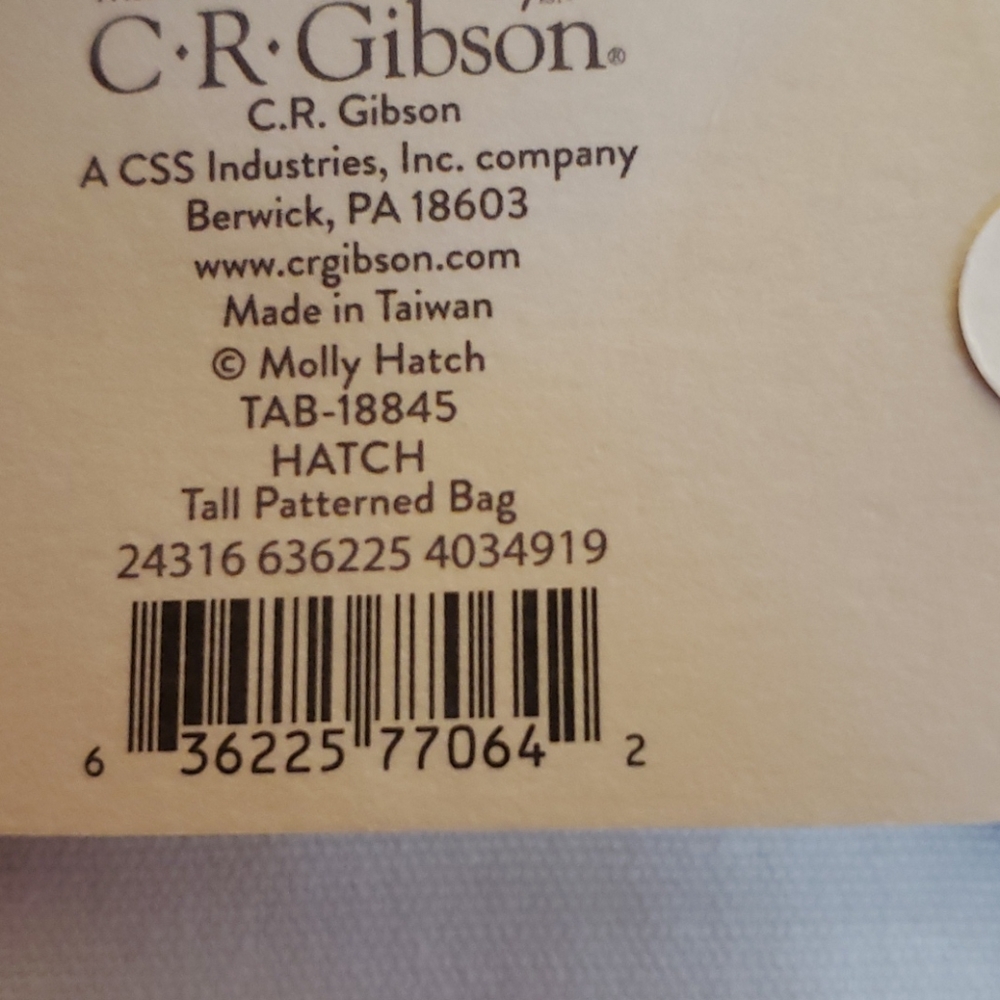 C·R·Gibson®
C.R. Gibson
A CSS Industries, Inc. company
Berwick, PA 18603
www.crgibson.com
Made in Taiwan
© Molly Hatch
TAB-18845
HATCH
Tall Patterned Bag
24316 636225 4034919
6 36225 77064 2